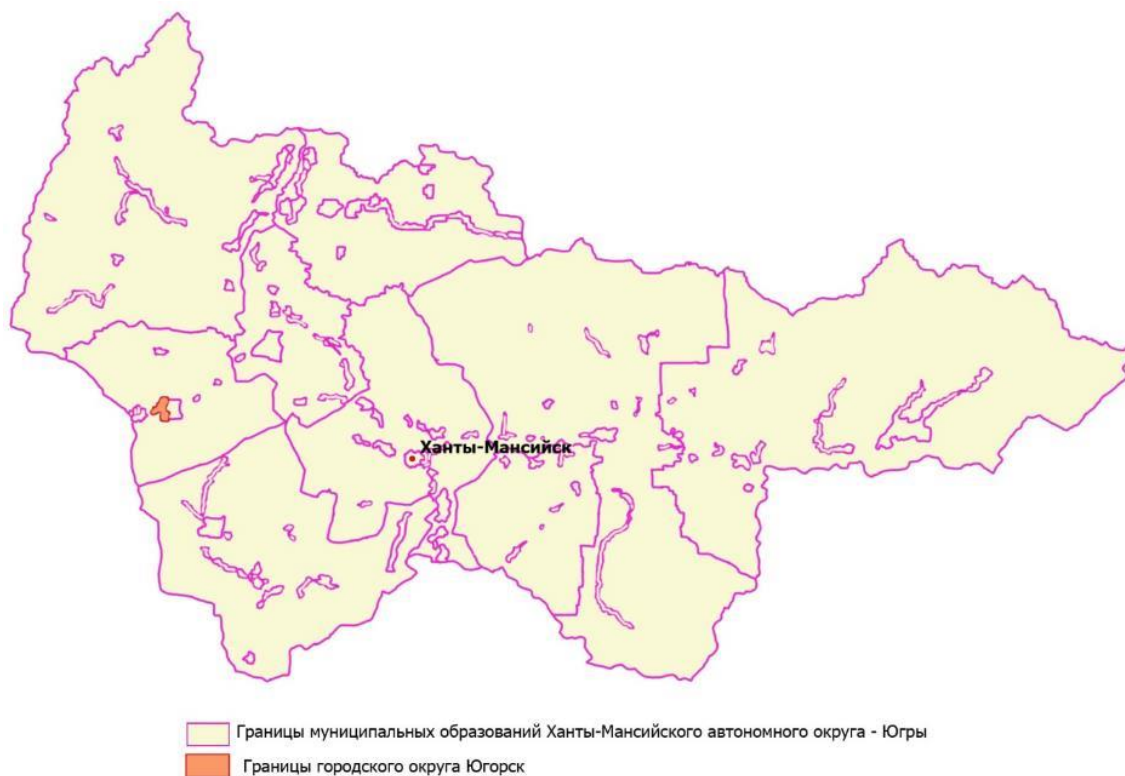 Ханты-Мансийск
Границы муниципальных образований Ханты-Мансийского автономного округа - Югры
Границы городского округа Югорск